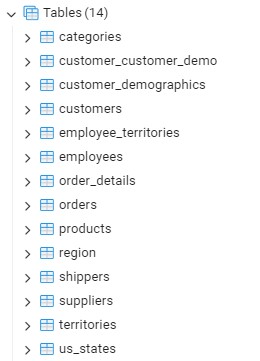 Tables (14)
categories
customer_customer_demo
customer_demographics
customers
employee_territories
employees
order_details
orders
products
region
shippers
suppliers
territories
us_states